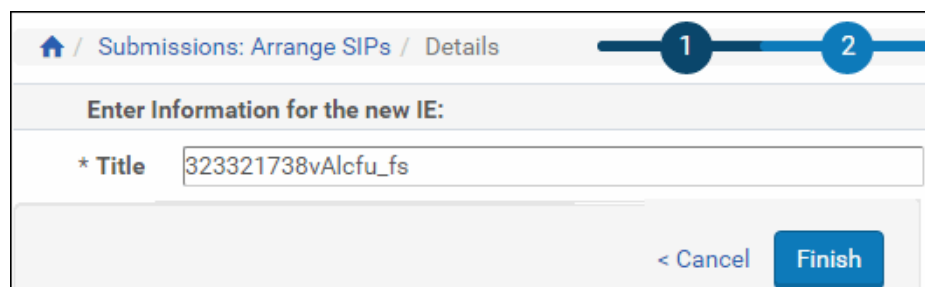 / Submissions: Arrange SIPs / Details
1 2
Enter Information for the new IE:
* Title 323321738vAlcfu_fs
< Cancel Finish